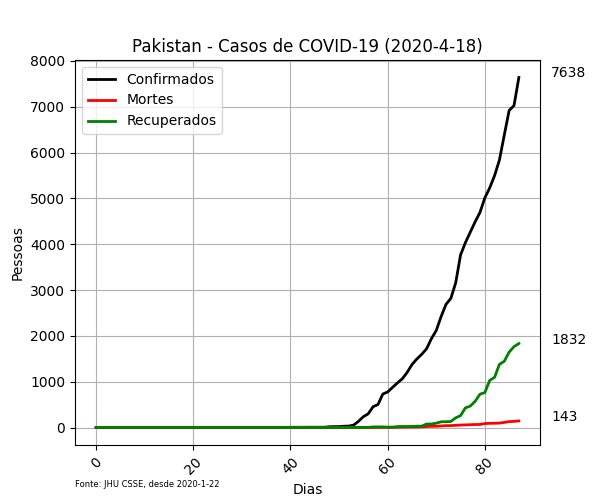 Pakistan - Casos de COVID-19 (2020-4-18)
Confirmados
Mortes
Recuperados
8000
7000
6000
5000
4000
3000
2000
1000
0
Pessoas
7638
1832
143
0
20
40
60
80
Dias
Fonte: JHU CSSE, desde 2020-1-22